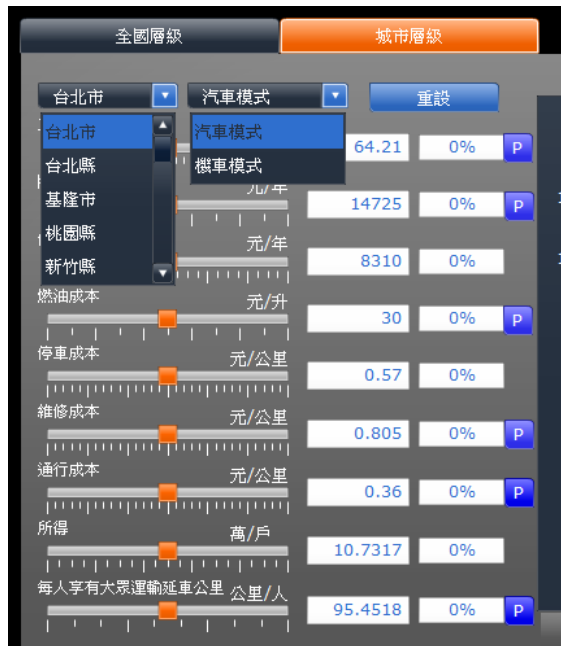 全國層級 城市層級
台北市 汽車模式 重設
台北市 汽車模式
64.21 0% P
台北縣 機車模式
元/年
基隆市 14725 0% P
桃園縣
元/年
新竹縣 8310 0%
燃油成本 元/升
30 0% P
停車成本 元/公里
0.57 0%
維修成本 元/公里
0.805 0% P
通行成本 元/公里
0.36 0% P
所得 萬/戶
10.7317 0%
每人享有大眾運輸延車公里 公里/人
95.4518 0% P